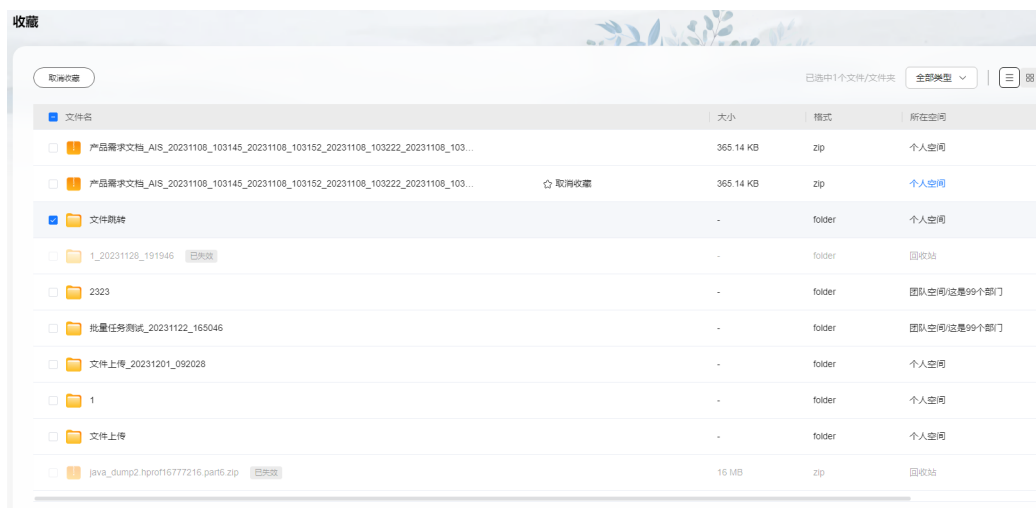 收藏
取消收藏 已选中1个文件/文件夹 全部类型
文件名 大小 格式 所在空间
产品需求文档_AIS_20231108_103145_20231108_103152_20231108_103222_20231108_103... 365.14 KB zip 个人空间
产品需求文档_AIS_20231108_103145_20231108_103152_20231108_103222_20231108_103... 取消收藏 365.14 KB zip 个人空间
文件跳转 - folder 个人空间
1_20231128_191946 已失效 - folder 回收站
2323 - folder 团队空间/这是99个部门
批量任务测试_20231122_165046 - folder 团队空间/这是99个部门
文件上传_20231201_092028 - folder 个人空间
1 - folder 个人空间
文件上传 - folder 个人空间
java_dump2.hprof16777216.part6.zip 已失效 16 MB zip 回收站